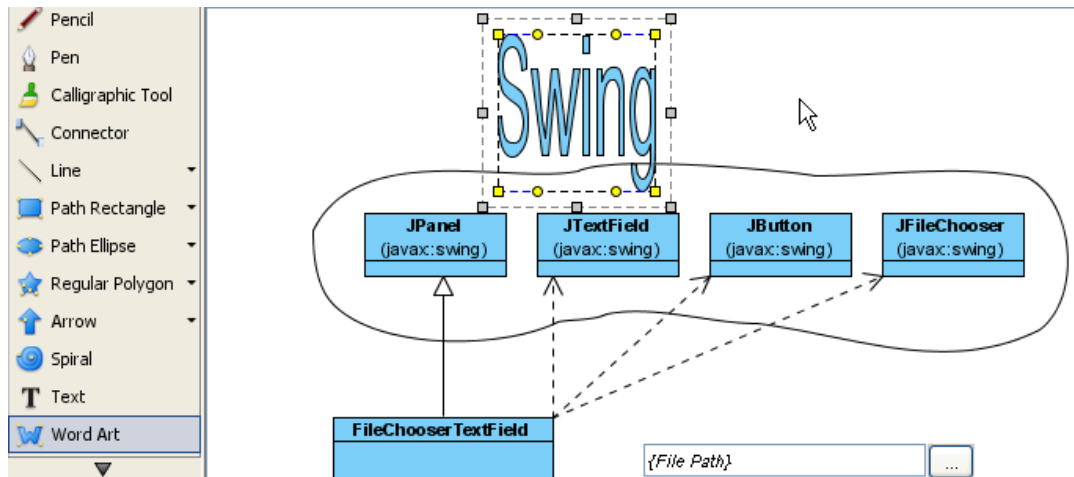 Pencil
Pen
Calligraphic Tool
Connector
Line
Path Rectangle
Path Ellipse
Regular Polygon
Arrow
Spiral
T Text
Word Art
Swing
JPanel
(javax::swing)
JTextField
(javax::swing)
JButton
(javax::swing)
JFileChooser
(javax::swing)
FileChooserTextField
{File Path}
...